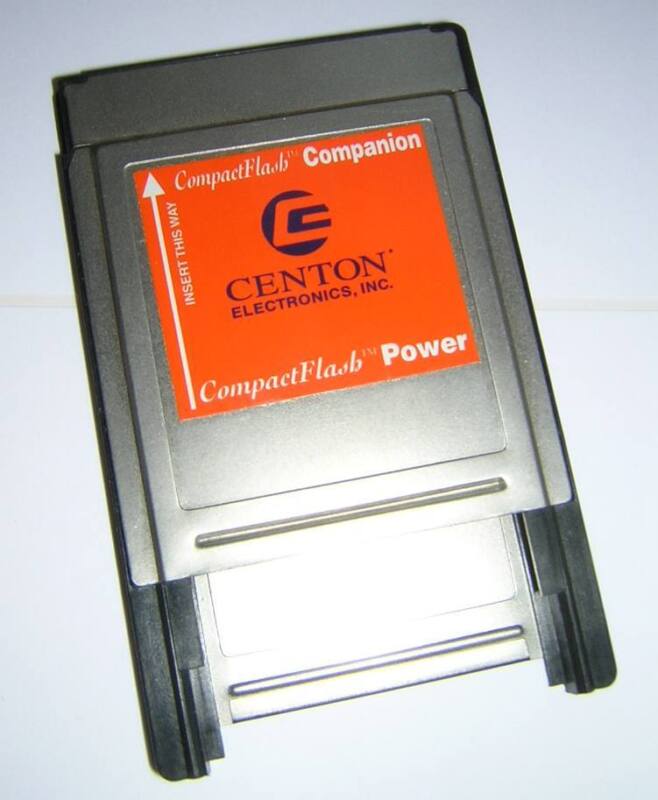 CompactFlash™ Companion
INSERT THIS WAY
CENTON®
ELECTRONICS, INC.
CompactFlash™ Power